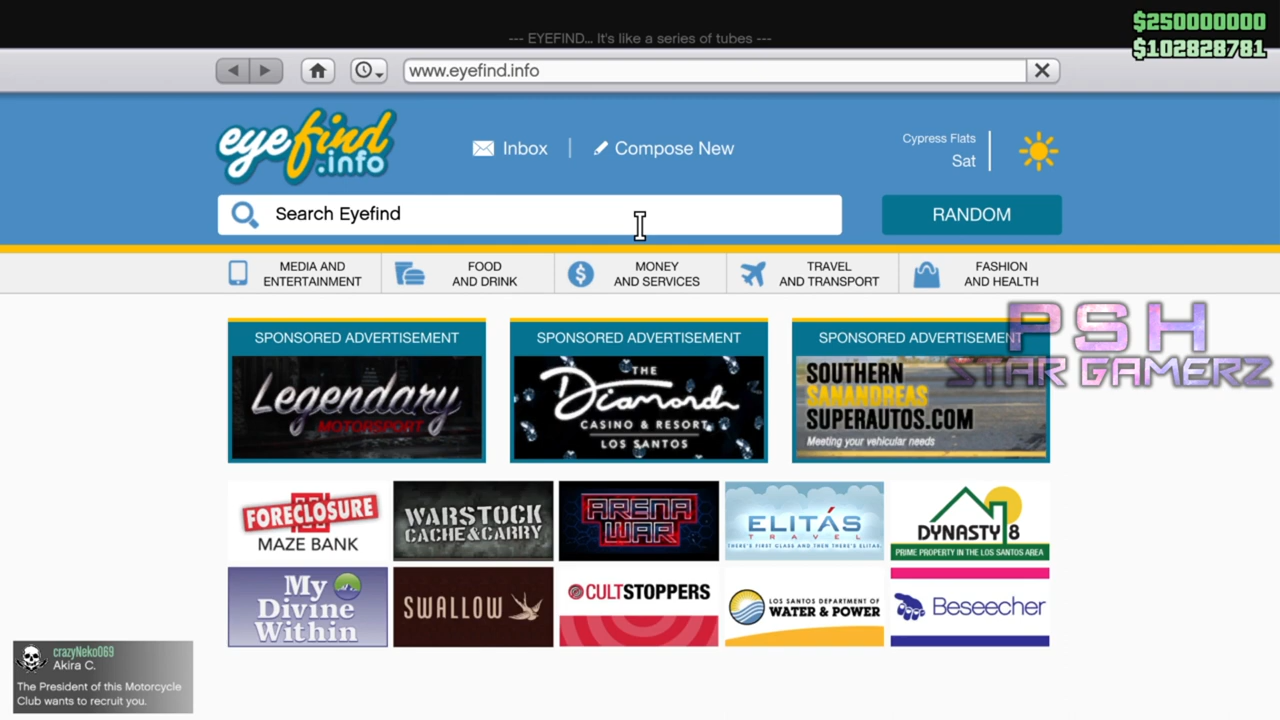 $250000000
--- EYEFIND... It's like a series of tubes ---
$102828781
www.eyefind.info
eyefind
.info
Inbox
Compose New
Cypress Flats
Sat
Search Eyefind
RANDOM
MEDIA AND
ENTERTAINMENT
FOOD
AND DRINK
MONEY
AND SERVICES
TRAVEL
AND TRANSPORT
FASHION
AND HEALTH
SPONSORED ADVERTISEMENT
SPONSORED ADVERTISEMENT
SPONSORED ADVERTISEMENT
PSH
STAR GAMERZ
Legendary
MOTORSPORT
THE
Diamond
CASINO & RESORT
LOS SANTOS
SOUTHERN
SANANDREAS
SUPERAUTOS.COM
Meeting your vehicular needs
FORECLOSURE
MAZE BANK
WARSTOCK
CACHE & CARRY
ARENA
WAR
ELITÁS
TRAVEL
THERE'S FIRST CLASS AND THEN THERE'S ELITAS
DYNASTY 8
PRIME PROPERTY IN THE LOS SANTOS AREA
My
Divine
Within
SWALLOW
CULTSTOPPERS
LOS SANTOS DEPARTMENT OF
WATER & POWER
Beseecher
crazyNeko069
Akira C.
The President of this Motorcycle
Club wants to recruit you.